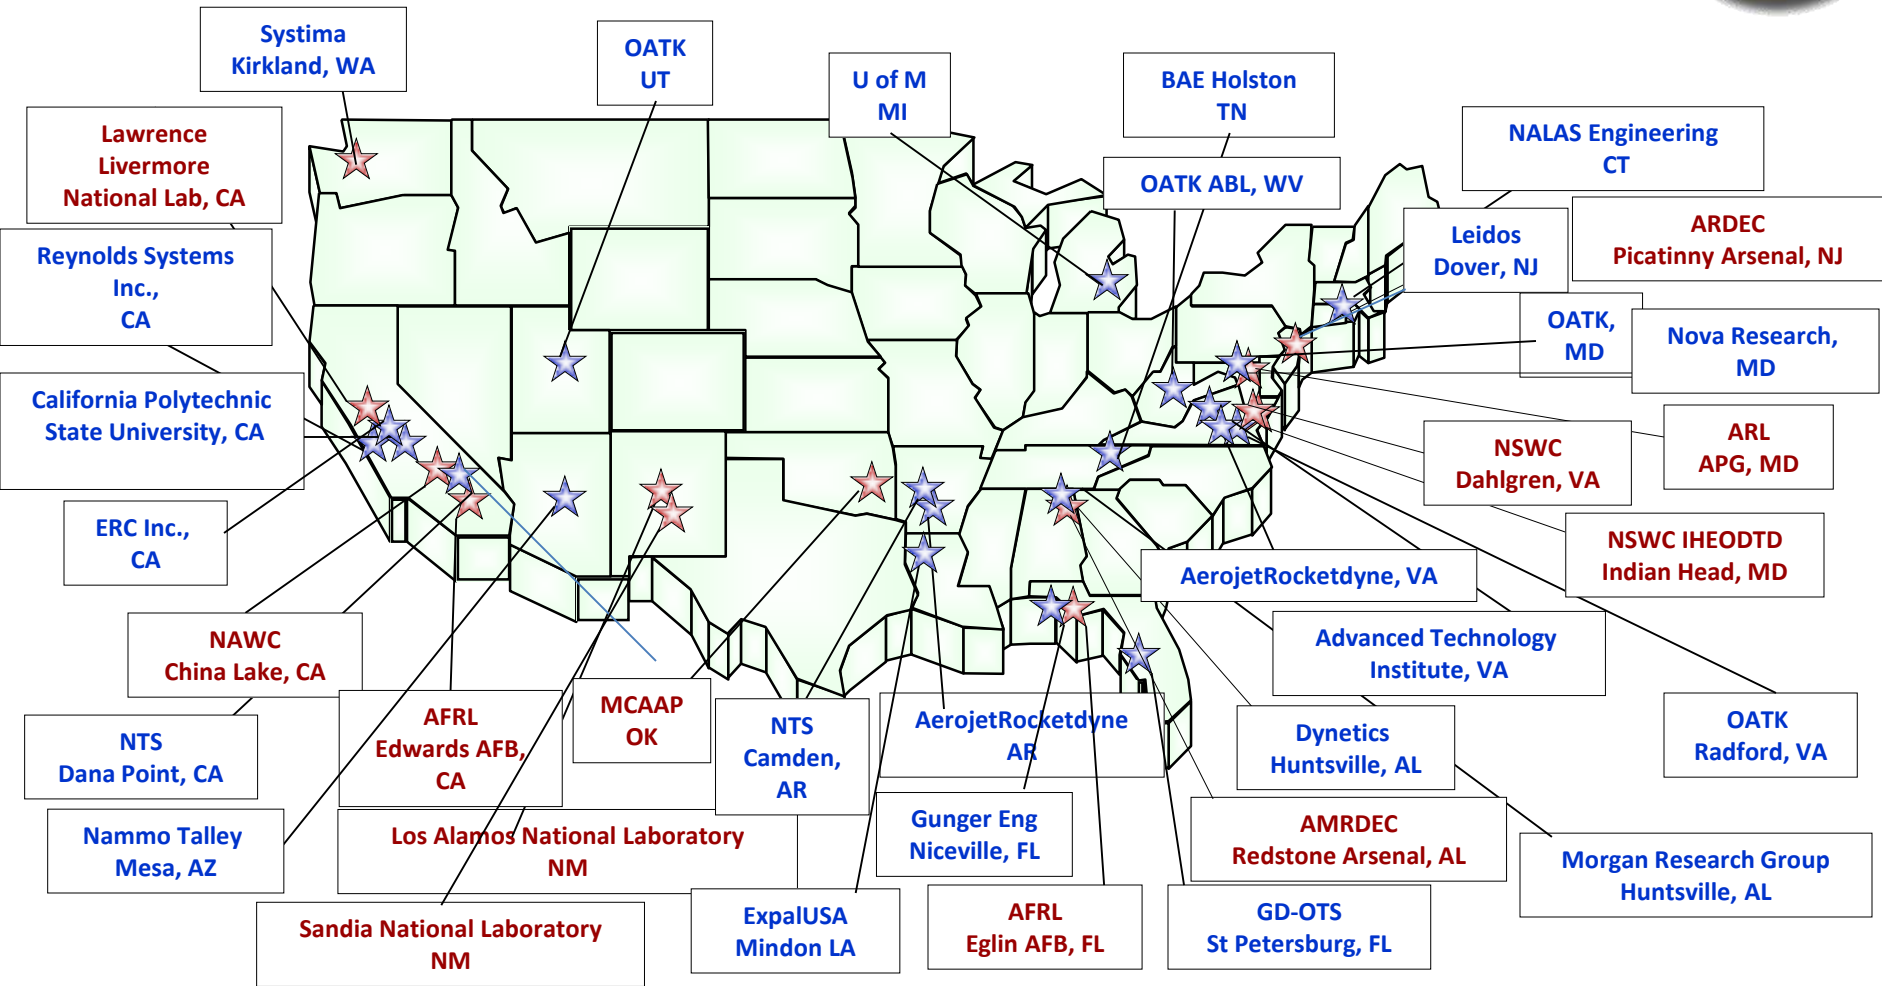 Systima
Kirkland, WA
OATK
UT
U of M
MI
BAE Holston
TN
NALAS Engineering
CT
Lawrence
Livermore
National Lab, CA
OATK ABL, WV
Leidos
Dover, NJ
ARDEC
Picatinny Arsenal, NJ
Reynolds Systems
Inc.,
CA
OATK,
MD
Nova Research,
MD
California Polytechnic
State University, CA
ARL
APG, MD
NSWC
Dahlgren, VA
ERC Inc.,
CA
NSWC IHEODTD
Indian Head, MD
AerojetRocketdyne, VA
NAWC
China Lake, CA
Advanced Technology
Institute, VA
AFRL
Edwards AFB,
CA
MCAAP
OK
NTS
Camden,
AR
AerojetRocketdyne
AR
Dynetics
Huntsville, AL
OATK
Radford, VA
NTS
Dana Point, CA
Nammo Talley
Mesa, AZ
Los Alamos National Laboratory
NM
Gunger Eng
Niceville, FL
AMRDEC
Redstone Arsenal, AL
Morgan Research Group
Huntsville, AL
Sandia National Laboratory
NM
ExpalUSA
Mindon LA
AFRL
Eglin AFB, FL
GD-OTS
St Petersburg, FL